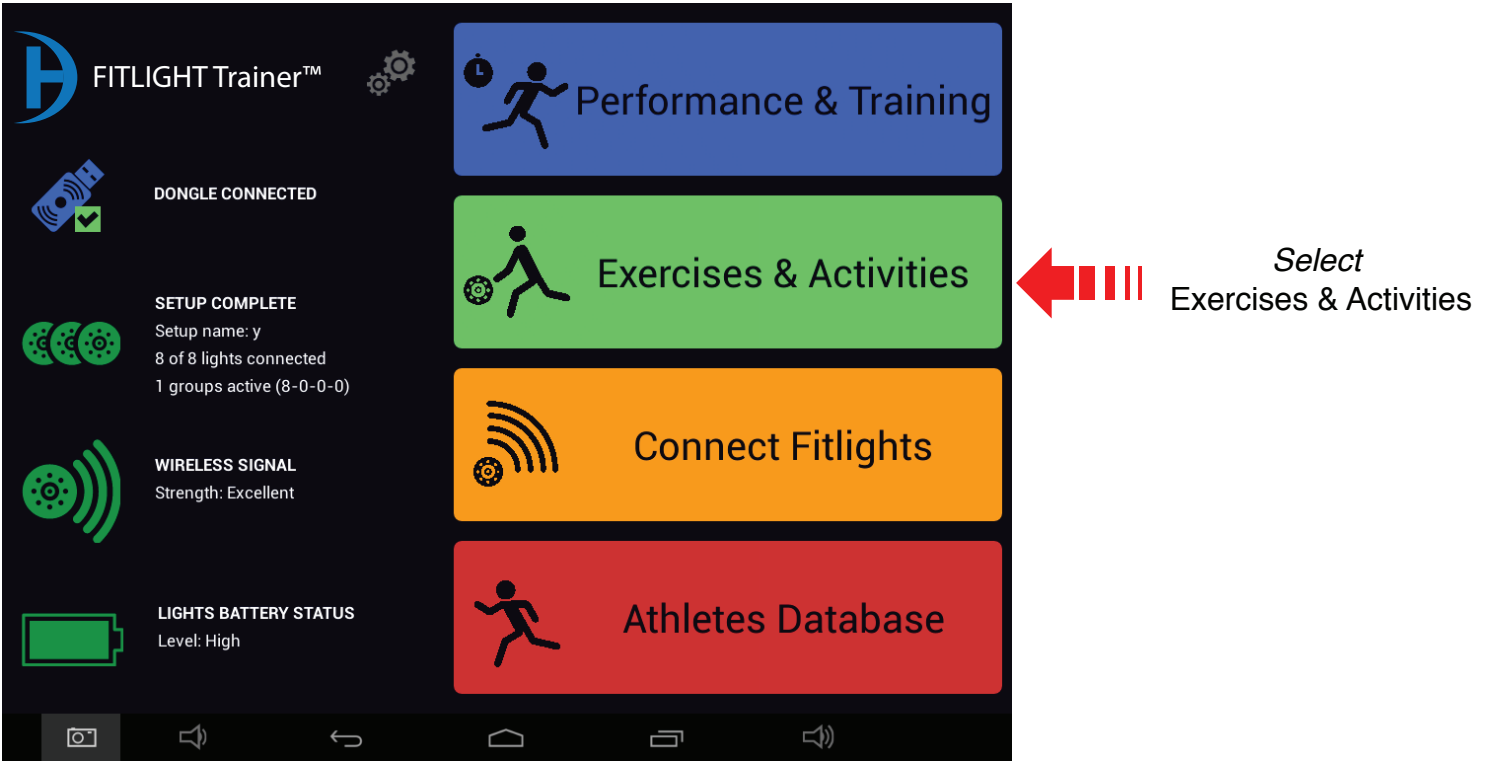 FITLIGHT Trainer™
DONGLE CONNECTED
SETUP COMPLETE
Setup name: y
8 of 8 lights connected
1 groups active (8-0-0-0)
WIRELESS SIGNAL
Strength: Excellent
LIGHTS BATTERY STATUS
Level: High
Performance & Training
Exercises & Activities
Connect Fitlights
Athletes Database
Select
Exercises & Activities